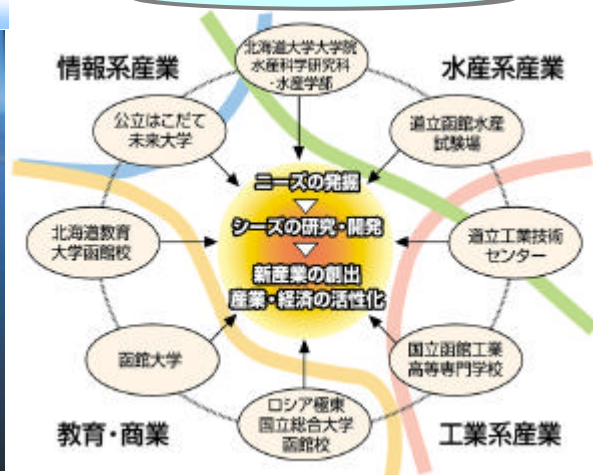 北海道大学大学院
水産科学研究科
・水産学部
情報系産業
水産系産業
公立はこだて
未来大学
道立函館水産
試験場
ニーズの発掘
シーズの研究・開発
新産業の創出
産業・経済の活性化
北海道教育
大学函館校
道立工業技術
センター
函館大学
国立函館工業
高等専門学校
ロシア極東
国立総合大学
函館校
教育・商業
工業系産業